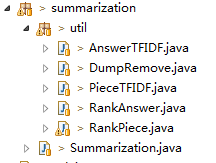 > summarization
> util
> AnswerTFIDF.java
> DumpRemove.java
> PieceTFIDF.java
> RankAnswer.java
> RankPiece.java
> Summarization.java